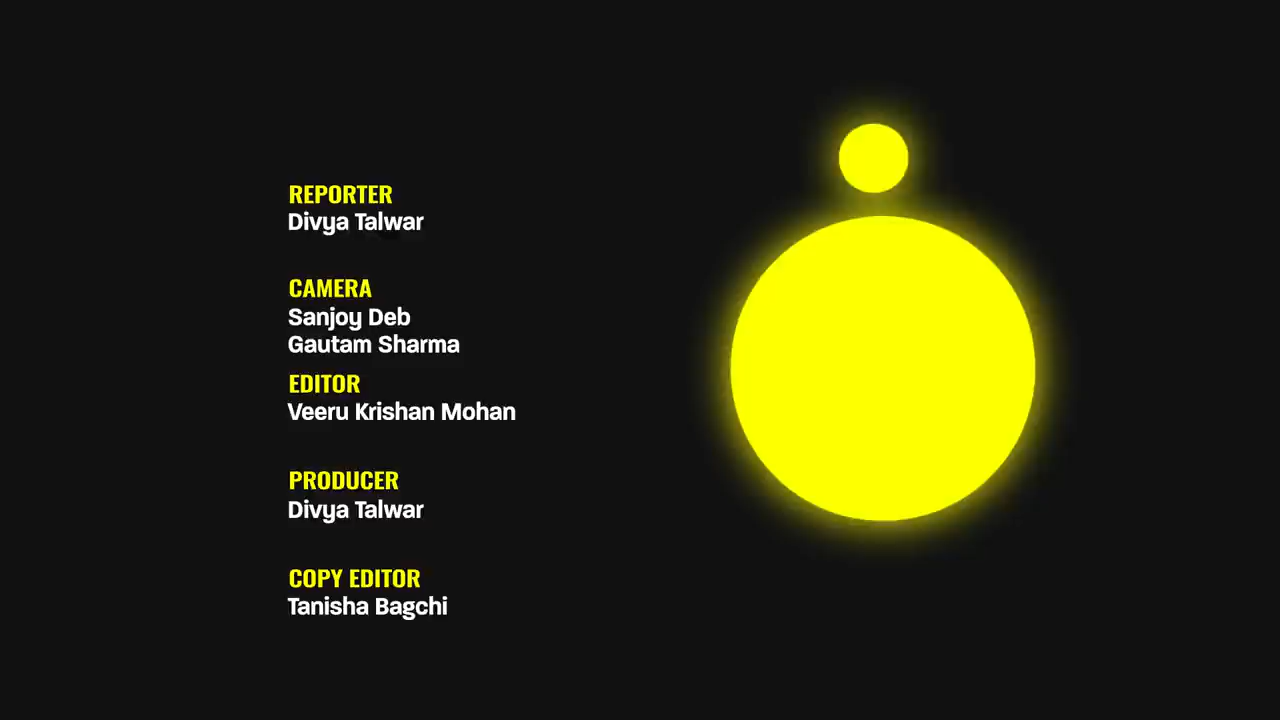 REPORTER
Divya Talwar
CAMERA
Sanjoy Deb
Gautam Sharma
EDITOR
Veeru Krishan Mohan
PRODUCER
Divya Talwar
COPY EDITOR
Tanisha Bagchi